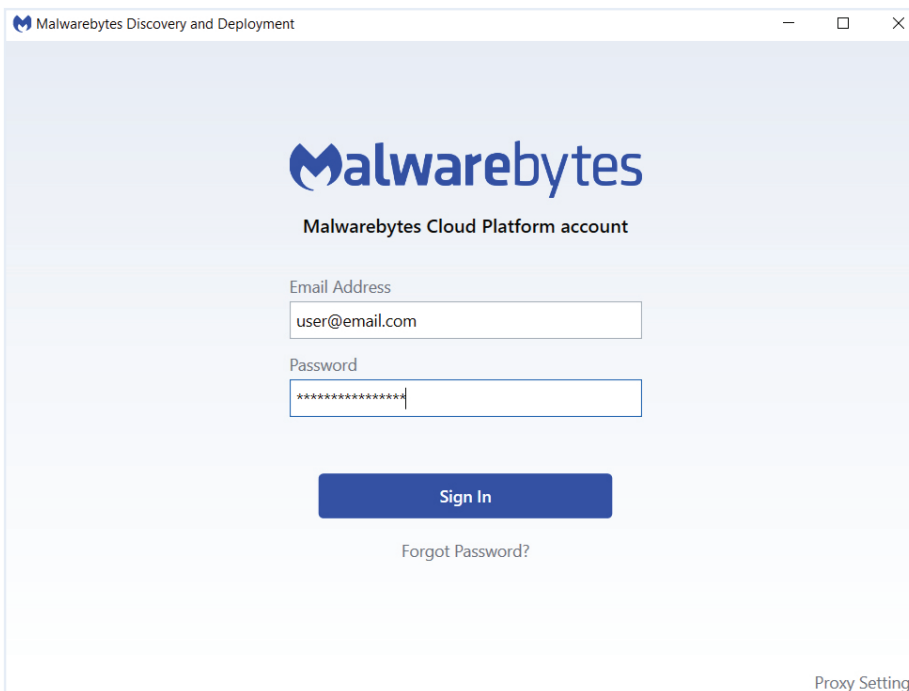 Malwarebytes Discovery and Deployment
Malwarebytes
Malwarebytes Cloud Platform account
Email Address
user@email.com
Password
****************
Sign In
Forgot Password?
Proxy Setting